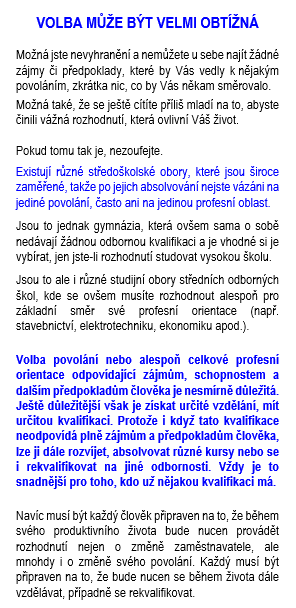 VOLBA MŮŽE BÝT VELMI OBTÍŽNÁ
Možná jste nevyhranění a nemůžete u sebe najít žádné
zájmy či předpoklady, které by Vás vedly k nějakým
povoláním, zkrátka nic, co by Vás někam směrovalo.
Možná také, že se ještě cítíte příliš mladí na to, abyste
činili vážná rozhodnutí, která ovlivní Váš život.
Pokud tomu tak je, nezoufejte.
Existují různé středoškolské obory, které jsou široce
zaměřené, takže po jejich absolvování nejste vázáni na
jediné povolání, často ani na jedinou profesní oblast.
Jsou to jednak gymnázia, která ovšem sama o sobě
nedávají žádnou odbornou kvalifikaci a je vhodné si je
vybírat, jen jste-li rozhodnutí studovat vysokou školu.
Jsou to ale i různé studijní obory středních odborných
škol, kde se ovšem musíte rozhodnout alespoň pro
základní směr své profesní orientace (např.
stavebnictví, elektrotechniku, ekonomiku apod.).
Volba povolání nebo alespoň celkové profesní
orientace odpovídající zájmům, schopnostem a
dalším předpokladům člověka je nesmírně důležitá.
Ještě důležitější však je získat určité vzdělání, mít
určitou kvalifikaci. Protože i když tato kvalifikace
neodpovídá plně zájmům a předpokladům člověka,
lze ji dále rozvíjet, absolvovat různé kursy nebo se
i rekvalifikovat na jiné odbornosti. Vždy je to
snadnější pro toho, kdo už nějakou kvalifikaci má.
Navíc musí být každý člověk připraven na to, že během
svého produktivního života bude nucen provádět
rozhodnutí nejen o změně zaměstnavatele, ale
mnohdy i o změně svého povolání. Každý musí být
připraven na to, že bude nucen se během života dále
vzdělávat, případně se rekvalifikovat.